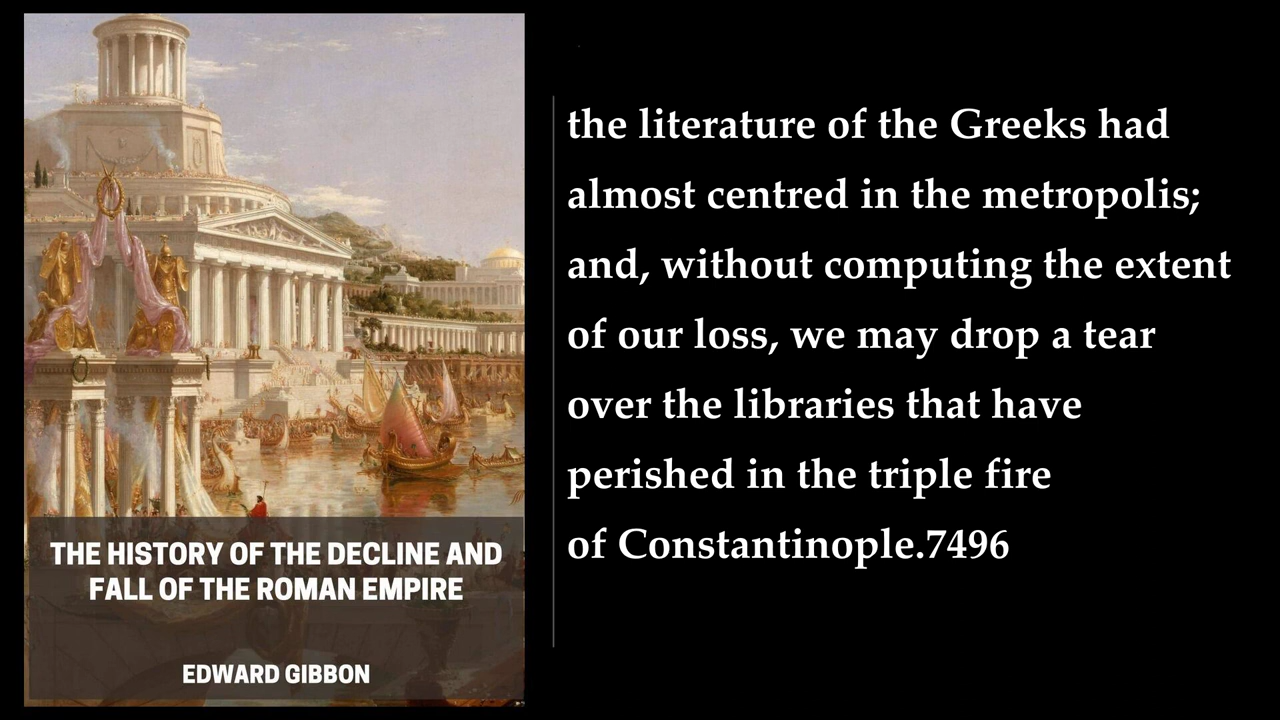 the literature of the Greeks had
almost centred in the metropolis;
and, without computing the extent
of our loss, we may drop a tear
over the libraries that have
perished in the triple fire
of Constantinople.7496
THE HISTORY OF THE DECLINE AND
FALL OF THE ROMAN EMPIRE
EDWARD GIBBON